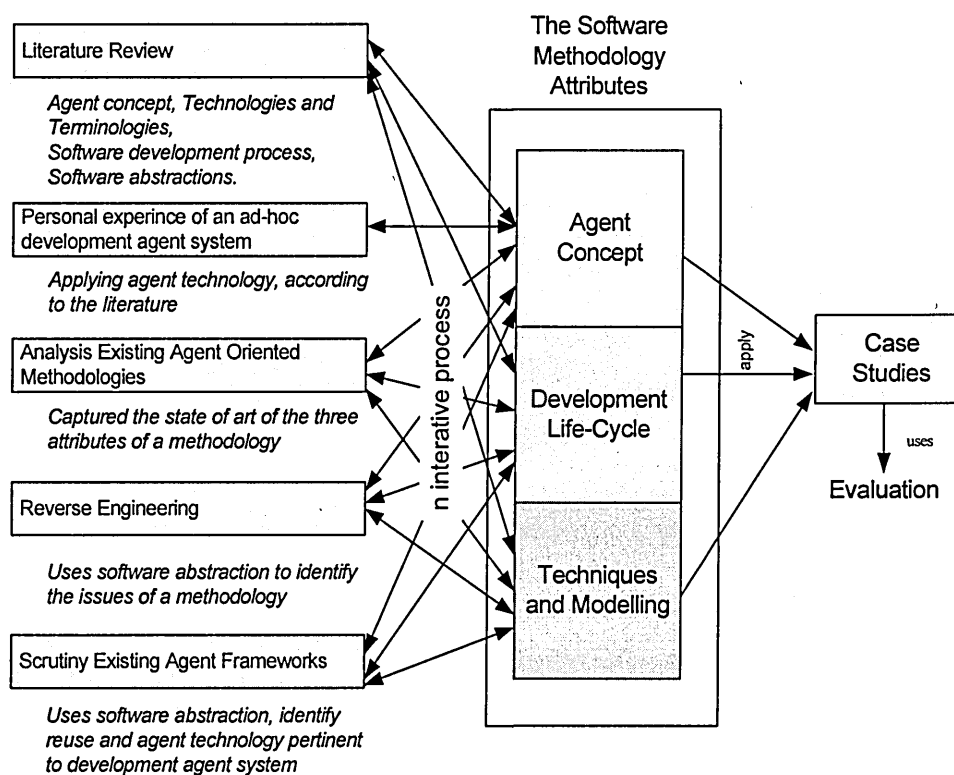 Literature Review
Agent concept, Technologies and
Terminologies,
Software development process,
Software abstractions.
Personal experince of an ad-hoc
development agent system
Applying agent technology, according
to the literature
Analysis Existing Agent Oriented
Methodologies
Captured the state of art of the three
attributes of a methodology
Reverse Engineering
Uses software abstraction to identify
the issues of a methodology
Scrutiny Existing Agent Frameworks
Uses software abstraction, identify
reuse and agent technology pertinent
to development agent system
n interative process
The Software
Methodology
Attributes
Agent
Concept
Development
Life-Cycle
Techniques
and Modelling
apply
Case
Studies
uses
Evaluation